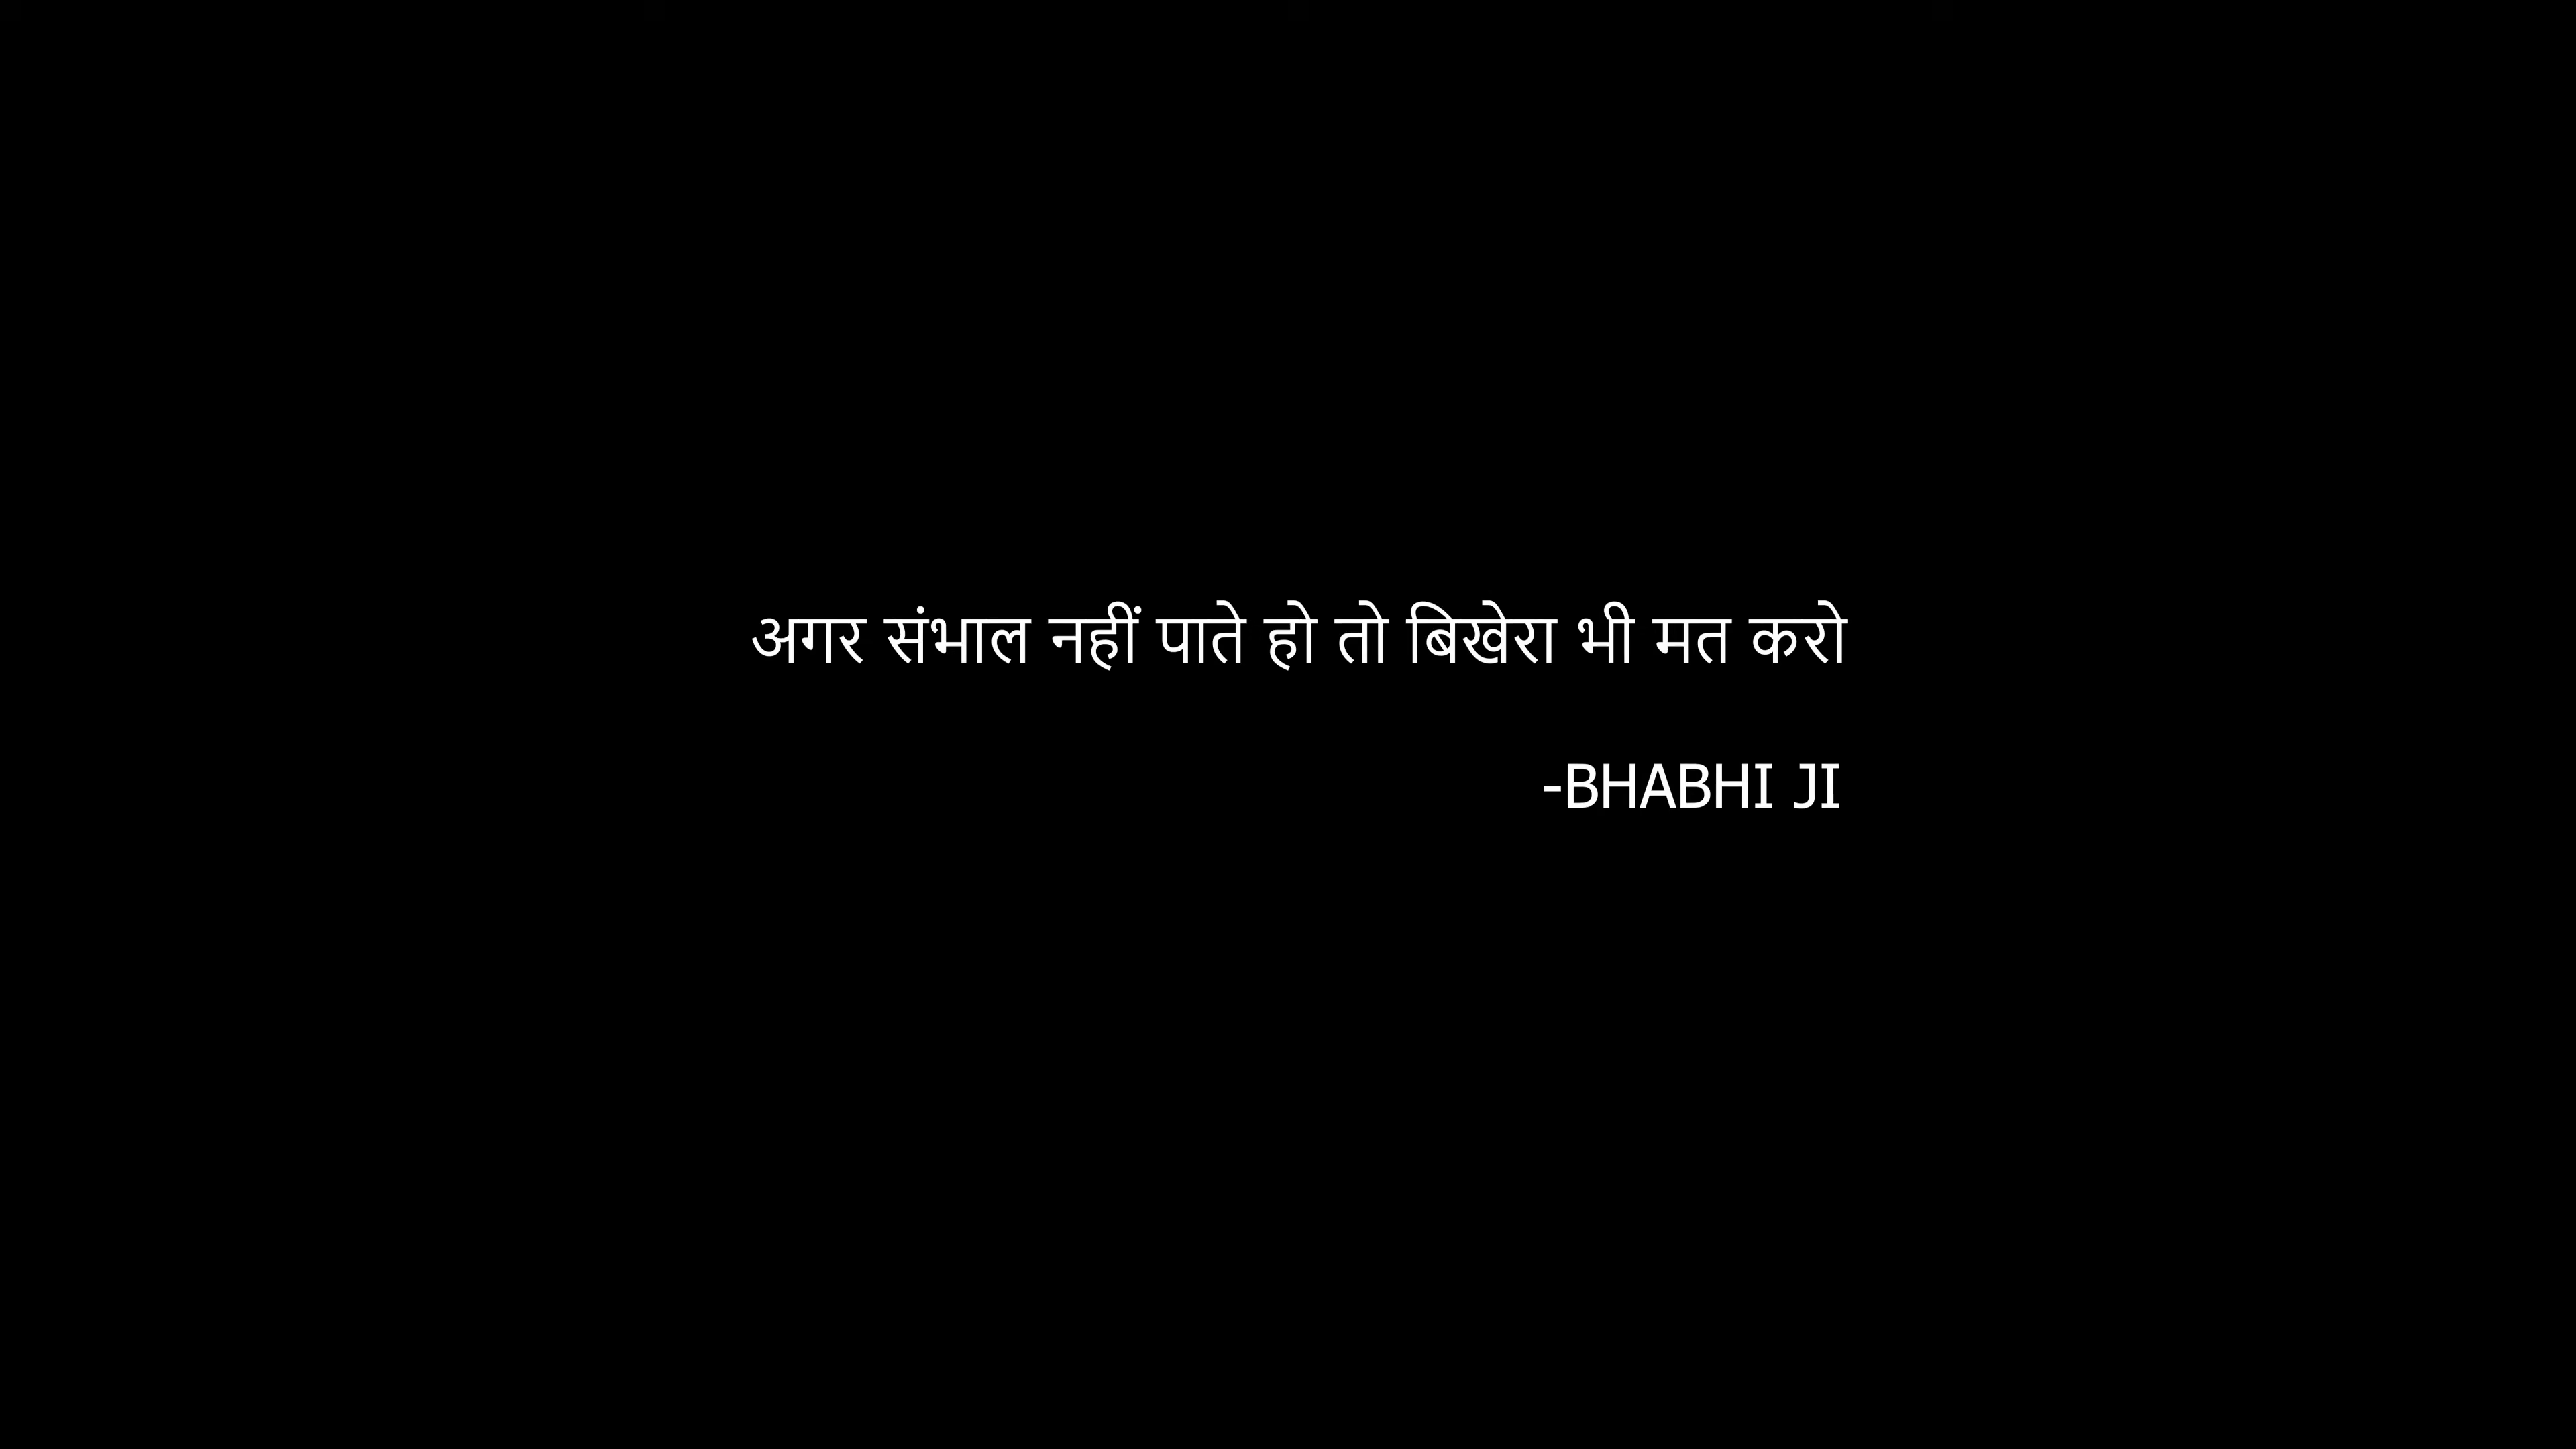 अगर संभाल नहीं पाते हो तो बिखेरा भी मत करो
-BHABHI JI